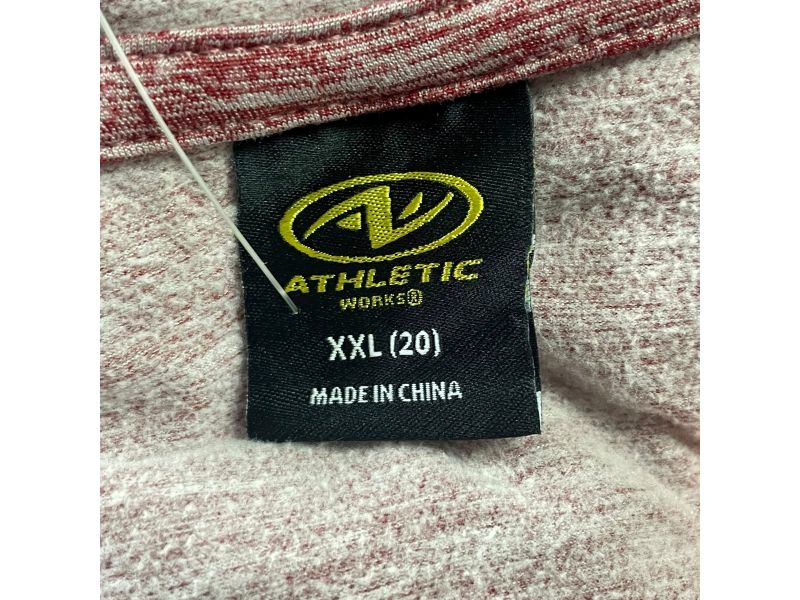 ATHLETIC
WORKS®
XXL (20)
MADE IN CHINA